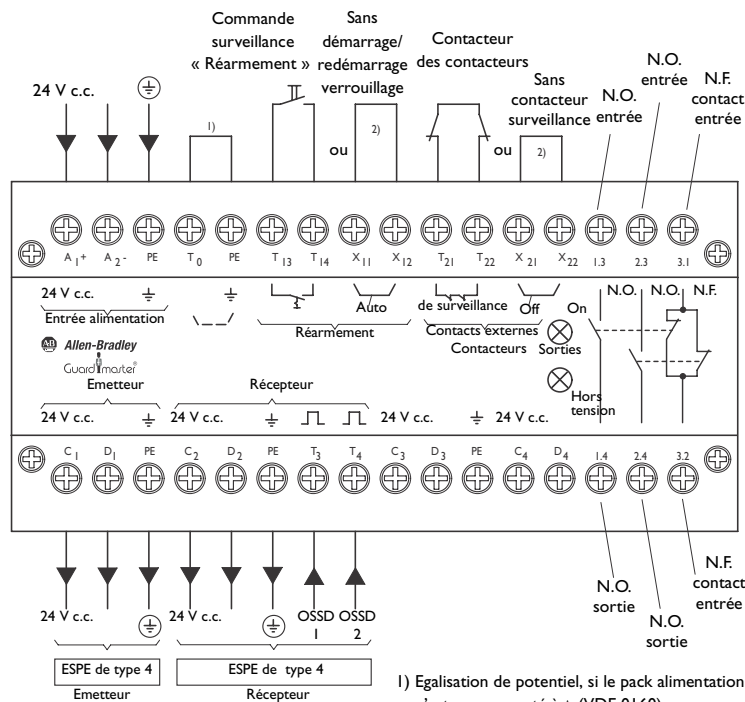 Commande
surveillance
« Réarmement »
Sans
démarrage/
redémarrage
verrouillage
Contacteur
des contacteurs
Sans
contacteur
surveillance
N.O.
entrée
N.O.
entrée
N.F.
contact
entrée
24 V c.c.
1)
ou
2)
ou
2)
A1+ A2- PE T0 PE T13 T14 X11 X12 T21 T22 X21 X22 1.3 2.3 3.1
24 V c.c.
Entrée alimentation
Auto
Réarmement
de surveillance
Off
Contacts externes
Contacteurs
On
Sorties
Hors
tension
N.O. N.O. N.F.
AB Allen-Bradley
Guardmaster®
Emetteur
Récepteur
24 V c.c. 24 V c.c. 24 V c.c. 24 V c.c.
C1 D1 PE C2 D2 PE T3 T4 C3 D3 PE C4 D4 1.4 2.4 3.2
24 V c.c. 24 V c.c.
OSSD
1
OSSD
2
N.O.
sortie
N.O.
sortie
N.F.
contact
entrée
ESPE de type 4
Emetteur
ESPE de type 4
Récepteur
1) Egalisation de potentiel, si le pack alimentation
(VDE 0160)